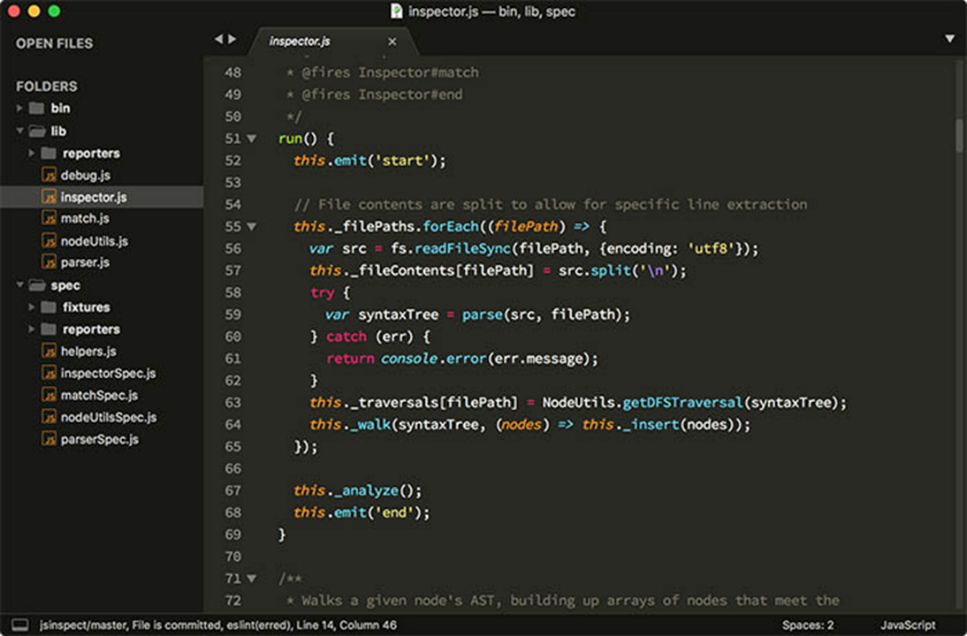 inspector.js — bin, lib, spec
OPEN FILES
FOLDERS
bin
lib
reporters
debug.js
inspector.js
match.js
nodeUtils.js
parser.js
spec
fixtures
reporters
helpers.js
inspectorSpec.js
matchSpec.js
nodeUtilsSpec.js
parserSpec.js
inspector.js ×
48 * @fires Inspector#match
49 * @fires Inspector#end
50 */
51 run() {
52 this.emit('start');
53
54 // File contents are split to allow for specific line extraction
55 this._filePaths.forEach((filePath) => {
56 var src = fs.readFileSync(filePath, {encoding: 'utf8'});
57 this._fileContents[filePath] = src.split('\n');
58 try {
59 var syntaxTree = parse(src, filePath);
60 } catch (err) {
61 return console.error(err.message);
62 }
63 this._traversals[filePath] = NodeUtils.getDFSTraversal(syntaxTree);
64 this._walk(syntaxTree, (nodes) => this._insert(nodes));
65 });
66
67 this._analyze();
68 this.emit('end');
69 }
70
71 /**
72 * Walks a given node's AST, building up arrays of nodes that meet the
jsinspect/master, File is committed, eslint(erred), Line 14, Column 46 Spaces: 2 JavaScript